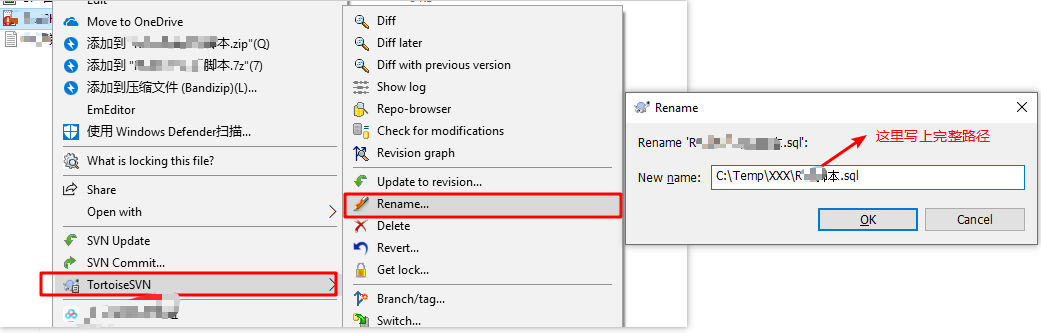 Edit
Move to OneDrive
添加到 "脚本.zip"(Q)
添加到 "脚本.7z"(7)
添加到压缩文件 (Bandizip)(L)...
EmEditor
使用 Windows Defender扫描...
What is locking this file?
Share
Open with
SVN Update
SVN Commit...
TortoiseSVN
Diff
Diff later
Diff with previous version
Show log
Repo-browser
Check for modifications
Revision graph
Update to revision...
Rename...
Delete
Revert...
Get lock...
Branch/tag...
Switch...
Rename
Rename 'R.sql':
这里写上完整路径
New name:
C:\Temp\XXX\R本.sql
OK
Cancel